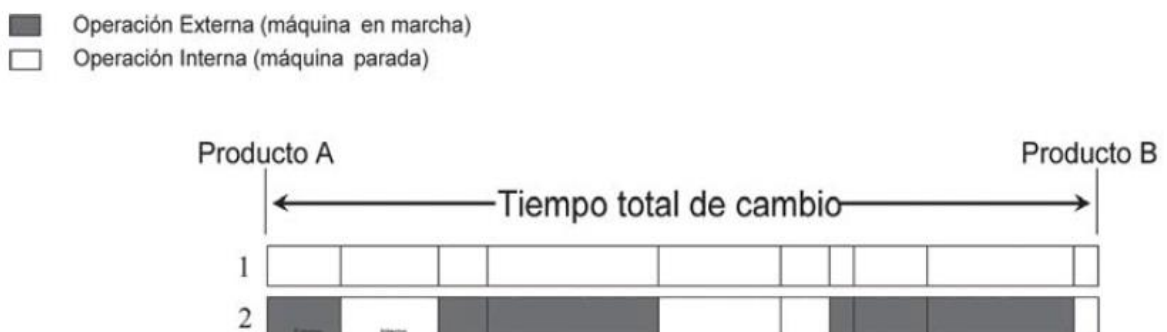 Operación Externa (máquina en marcha)
Operación Interna (máquina parada)
Producto A
Producto B
Tiempo total de cambio
1
2